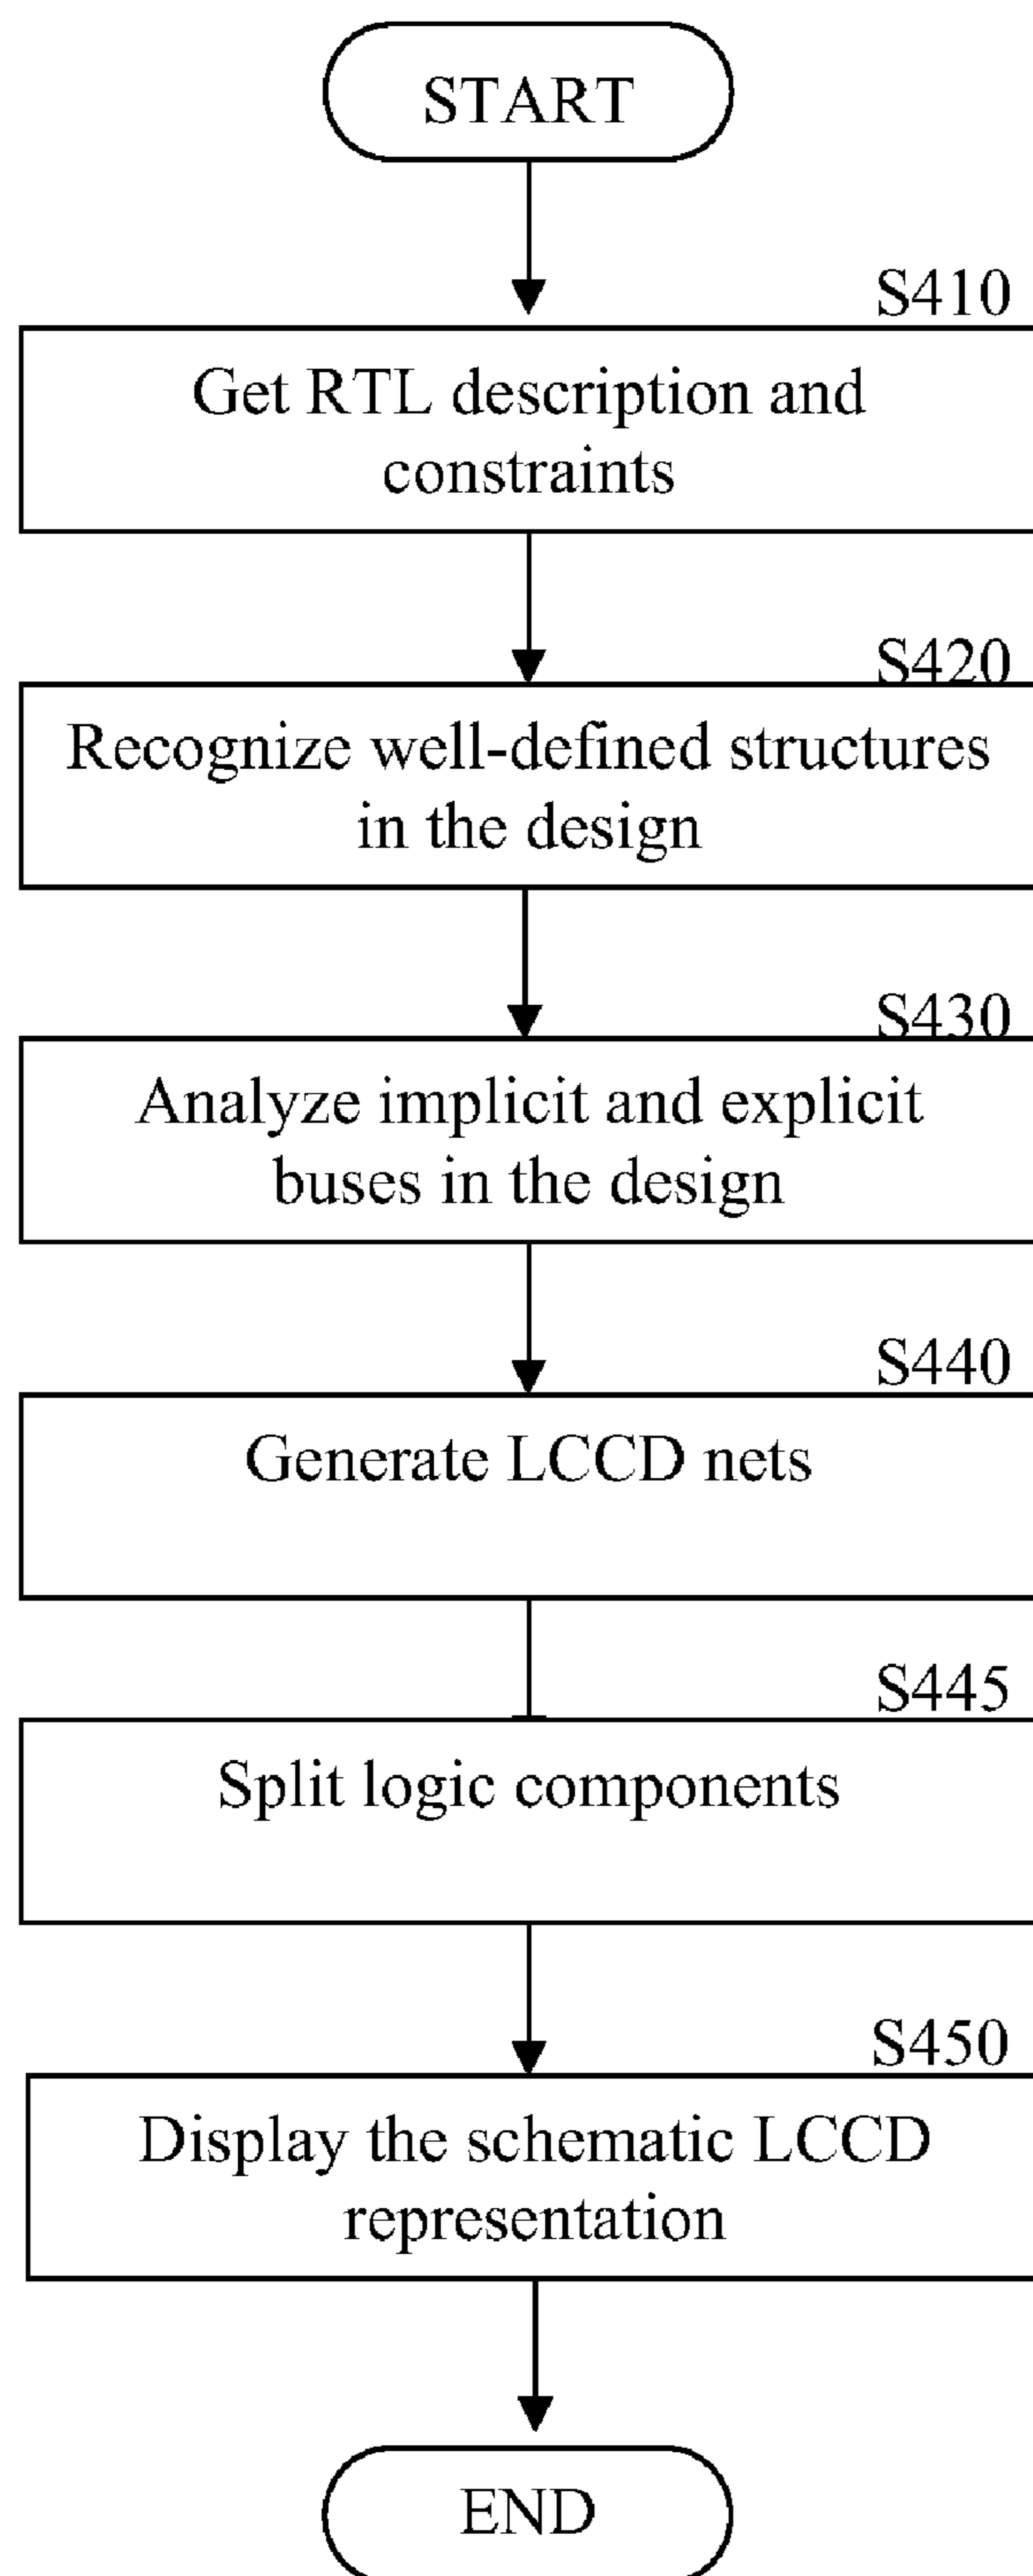 START
S410
Get RTL description and
constraints
S420
Recognize well-defined structures
in the design
S430
Analyze implicit and explicit
buses in the design
S440
Generate LCCD nets
S445
Split logic components
S450
Display the schematic LCCD
representation
END